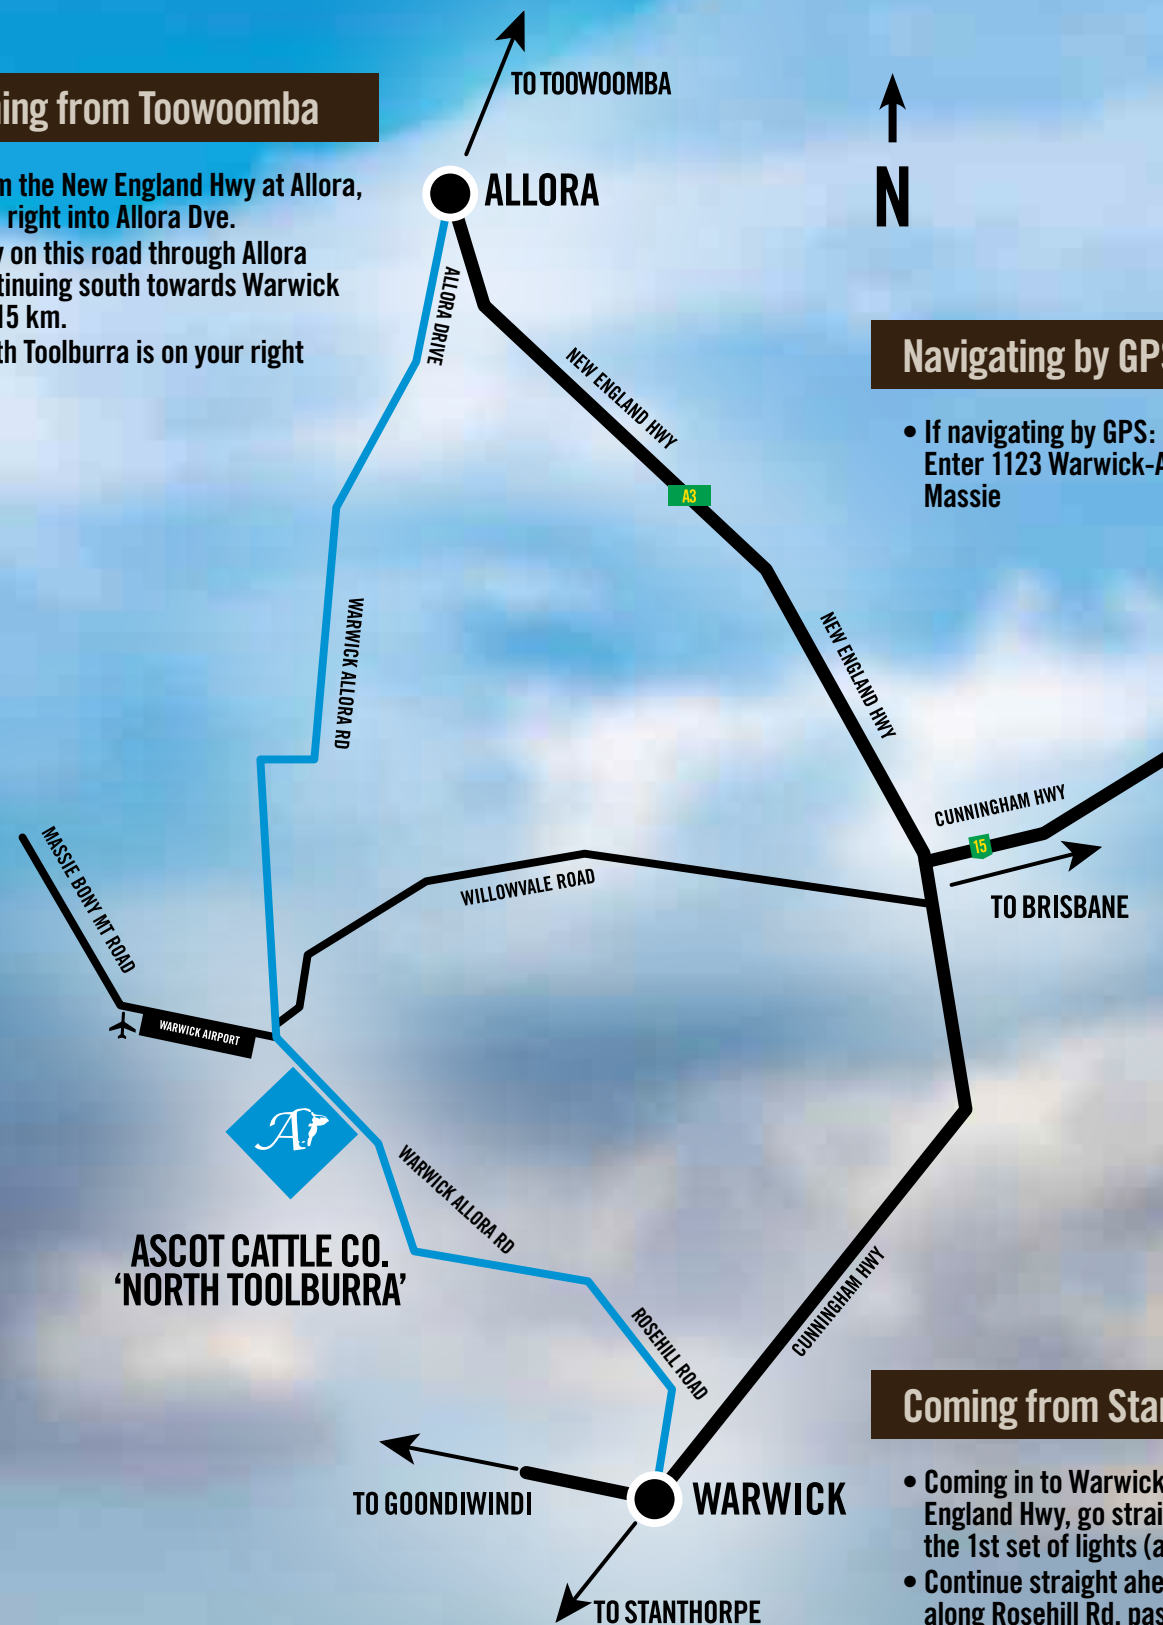 TO TOOWOOMBA
ing from Toowoomba
the New England Hwy at Allora,
right into Allora Dve.
on this road through Allora
tinuing south towards Warwick
15 km.
th Toolburra is on your right
ALLORA
N
ALLORA DRIVE
NEW ENGLAND HWY
A3
Navigating by GPS
• If navigating by GPS:
Enter 1123 Warwick-A
Massie
WARWICK ALLORA RD
NEW ENGLAND HWY
CUNNINGHAM HWY
15
TO BRISBANE
MASSIE BONY MT ROAD
WILLOWVALE ROAD
WARWICK AIRPORT
A
WARWICK ALLORA RD
ASCOT CATTLE CO.
‘NORTH TOOLBURRA’
CUNNINGHAM HWY
ROSEHILL ROAD
TO GOONDIWINDI
WARWICK
TO STANTHORPE
Coming from Stan
• Coming in to Warwick
England Hwy, go strai
the 1st set of lights (a
• Continue straight ahe
along Rosehill Rd, pas